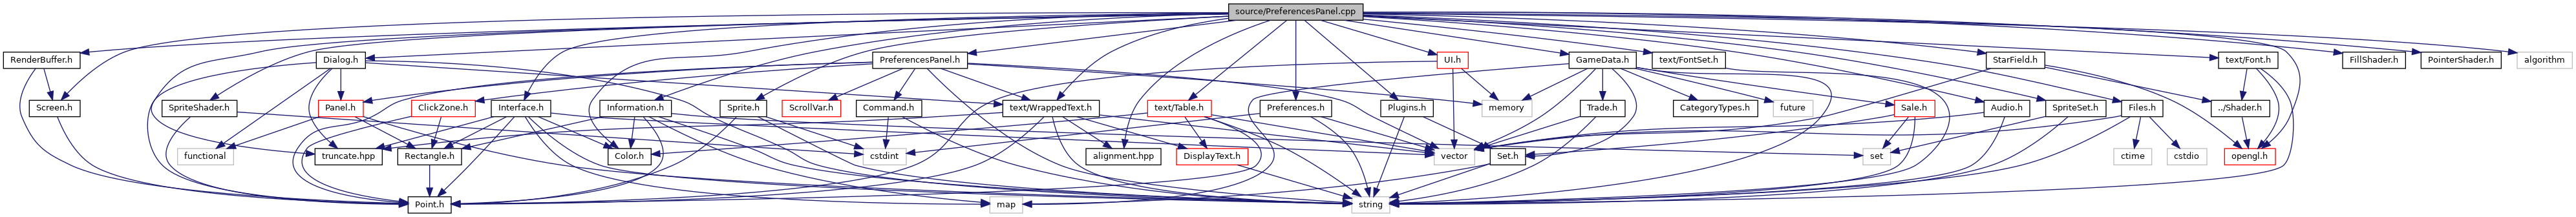 source/PreferencesPanel.cpp
RenderBuffer.h
Dialog.h
PreferencesPanel.h
UI.h
GameData.h
text/FontSet.h
StarField.h
text/Font.h
FillShader.h
PointerShader.h
algorithm
Screen.h
SpriteShader.h
Panel.h
ClickZone.h
Interface.h
Information.h
Sprite.h
ScrollVar.h
Command.h
text/WrappedText.h
text/Table.h
Preferences.h
Plugins.h
memory
Trade.h
CategoryTypes.h
future
Sale.h
Audio.h
SpriteSet.h
Files.h
../Shader.h
functional
truncate.hpp
Rectangle.h
Color.h
cstdint
alignment.hpp
DisplayText.h
vector
Set.h
set
ctime
cstdio
opengl.h
Point.h
map
string